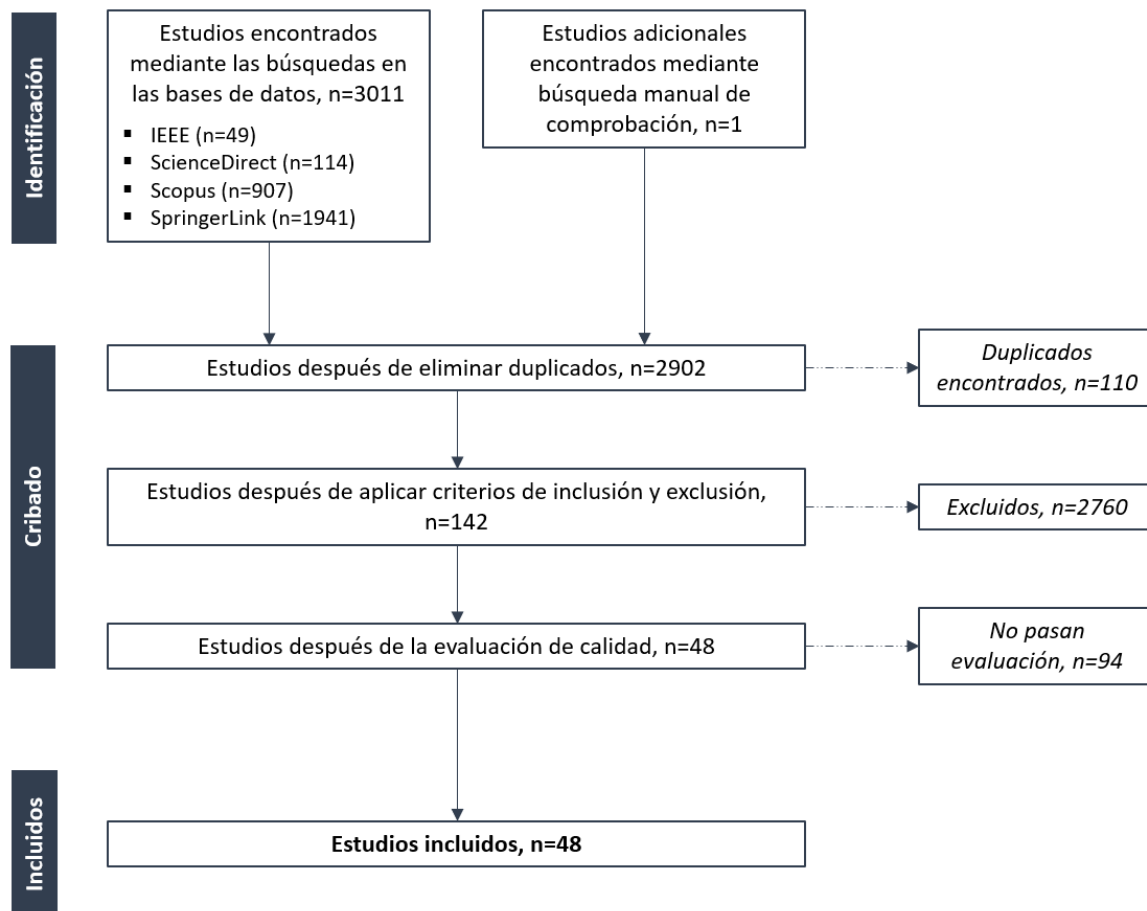 Identificación
Estudios encontrados
mediante las búsquedas en
las bases de datos, n=3011
▪ IEEE (n=49)
▪ ScienceDirect (n=114)
▪ Scopus (n=907)
▪ SpringerLink (n=1941)
Estudios adicionales
encontrados mediante
búsqueda manual de
comprobación, n=1
Cribado
Estudios después de eliminar duplicados, n=2902
Duplicados
encontrados, n=110
Estudios después de aplicar criterios de inclusión y exclusión,
n=142
Excluidos, n=2760
Estudios después de la evaluación de calidad, n=48
No pasan
evaluación, n=94
Incluidos
Estudios incluidos, n=48